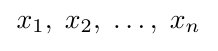 x₁, x₂, …, xₙ